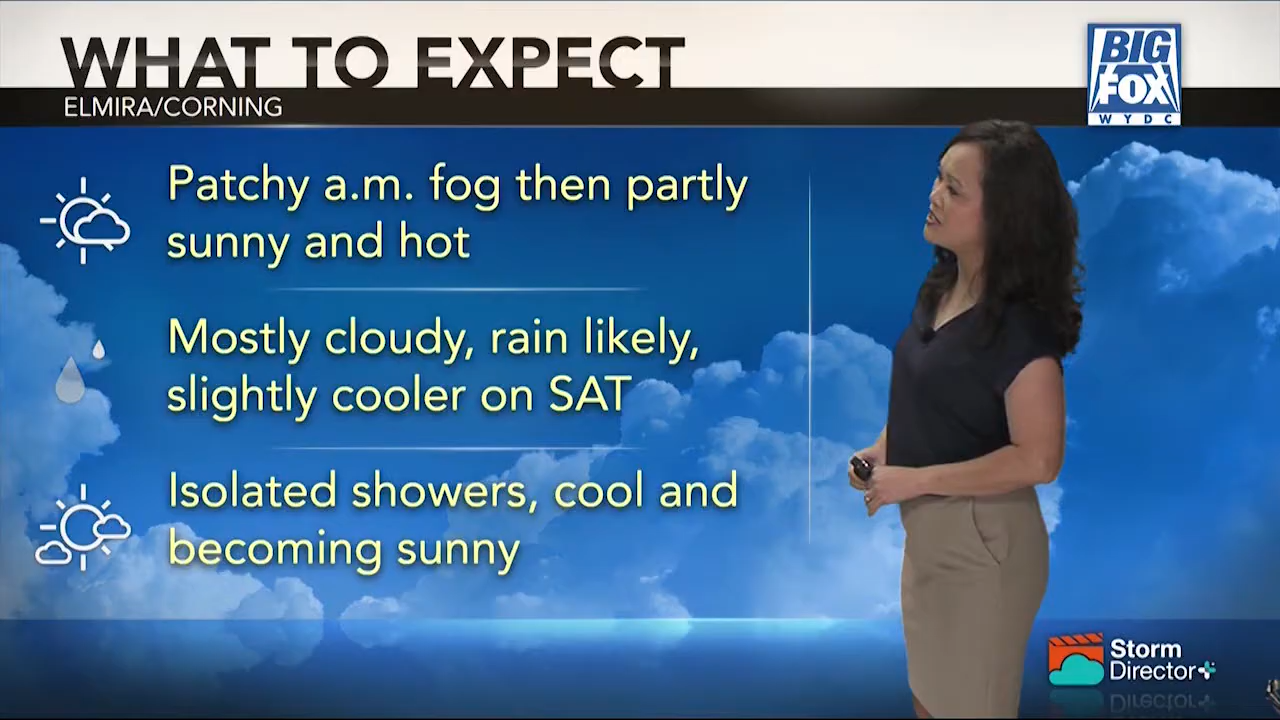 WHAT TO EXPECT
ELMIRA/CORNING
BIG
FOX
WYDC
Patchy a.m. fog then partly
sunny and hot
Mostly cloudy, rain likely,
slightly cooler on SAT
Isolated showers, cool and
becoming sunny
Storm
Director+